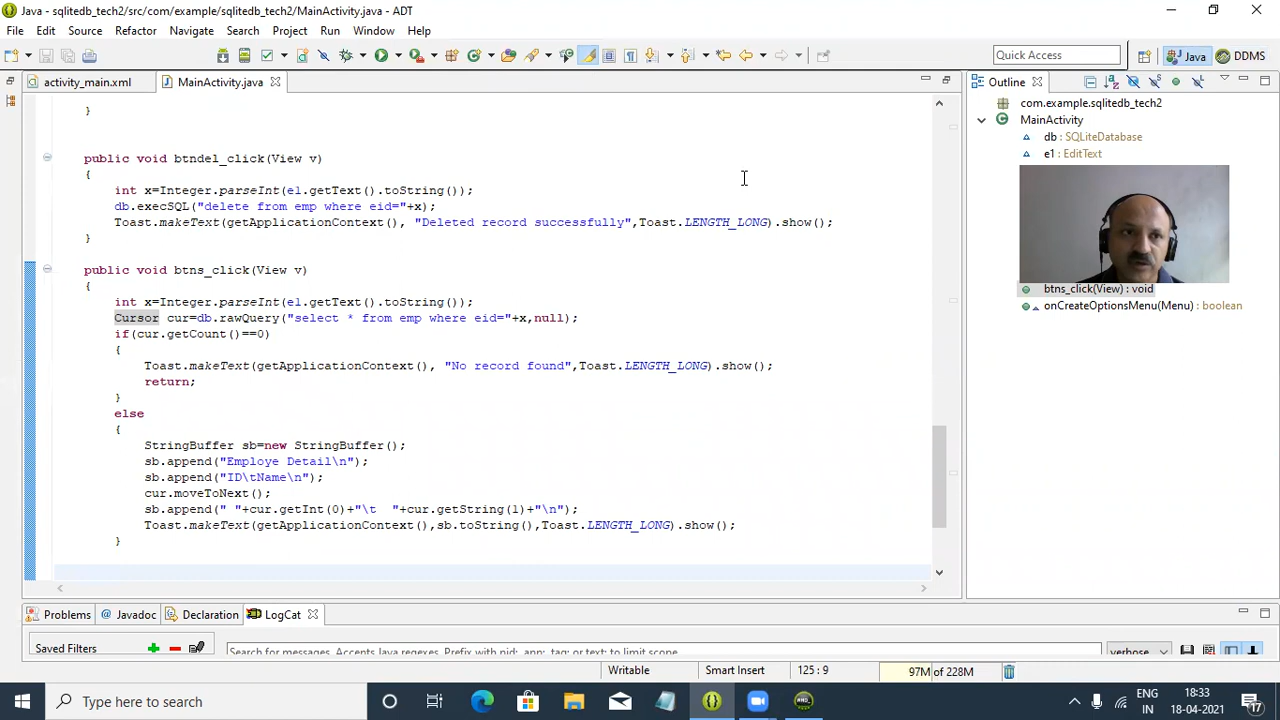 Java - sqlitedb_tech2/src/com/example/sqlitedb_tech2/MainActivity.java - ADT
File Edit Source Refactor Navigate Search Project Run Window Help
Quick Access
Java
DDMS
activity_main.xml
MainActivity.java
}
public void btndel_click(View v)
{
int x=Integer.parseInt(e1.getText().toString());
db.execSQL("delete from emp where eid="+x);
Toast.makeText(getApplicationContext(), "Deleted record successfully",Toast.LENGTH_LONG).show();
}
public void btns_click(View v)
{
int x=Integer.parseInt(e1.getText().toString());
Cursor cur=db.rawQuery("select * from emp where eid="+x,null);
if(cur.getCount()==0)
{
Toast.makeText(getApplicationContext(), "No record found",Toast.LENGTH_LONG).show();
return;
}
else
{
StringBuffer sb=new StringBuffer();
sb.append("Employe Detail\n");
sb.append("ID\tName\n");
cur.moveToNext();
sb.append(" "+cur.getInt(0)+"\t  "+cur.getString(1)+"\n");
Toast.makeText(getApplicationContext(),sb.toString(),Toast.LENGTH_LONG).show();
}
Outline
com.example.sqlitedb_tech2
MainActivity
db : SQLiteDatabase
e1 : EditText
btns_click(View) : void
onCreateOptionsMenu(Menu) : boolean
Problems
@ Javadoc
Declaration
LogCat
Saved Filters
Search for messages. Accepts Java regexes. Prefix with pid:, app:, tag: or text: to limit scope.
verbose
Writable
Smart Insert
125 : 9
97M of 228M
Type here to search
ENG
IN
18:33
18-04-2021
17